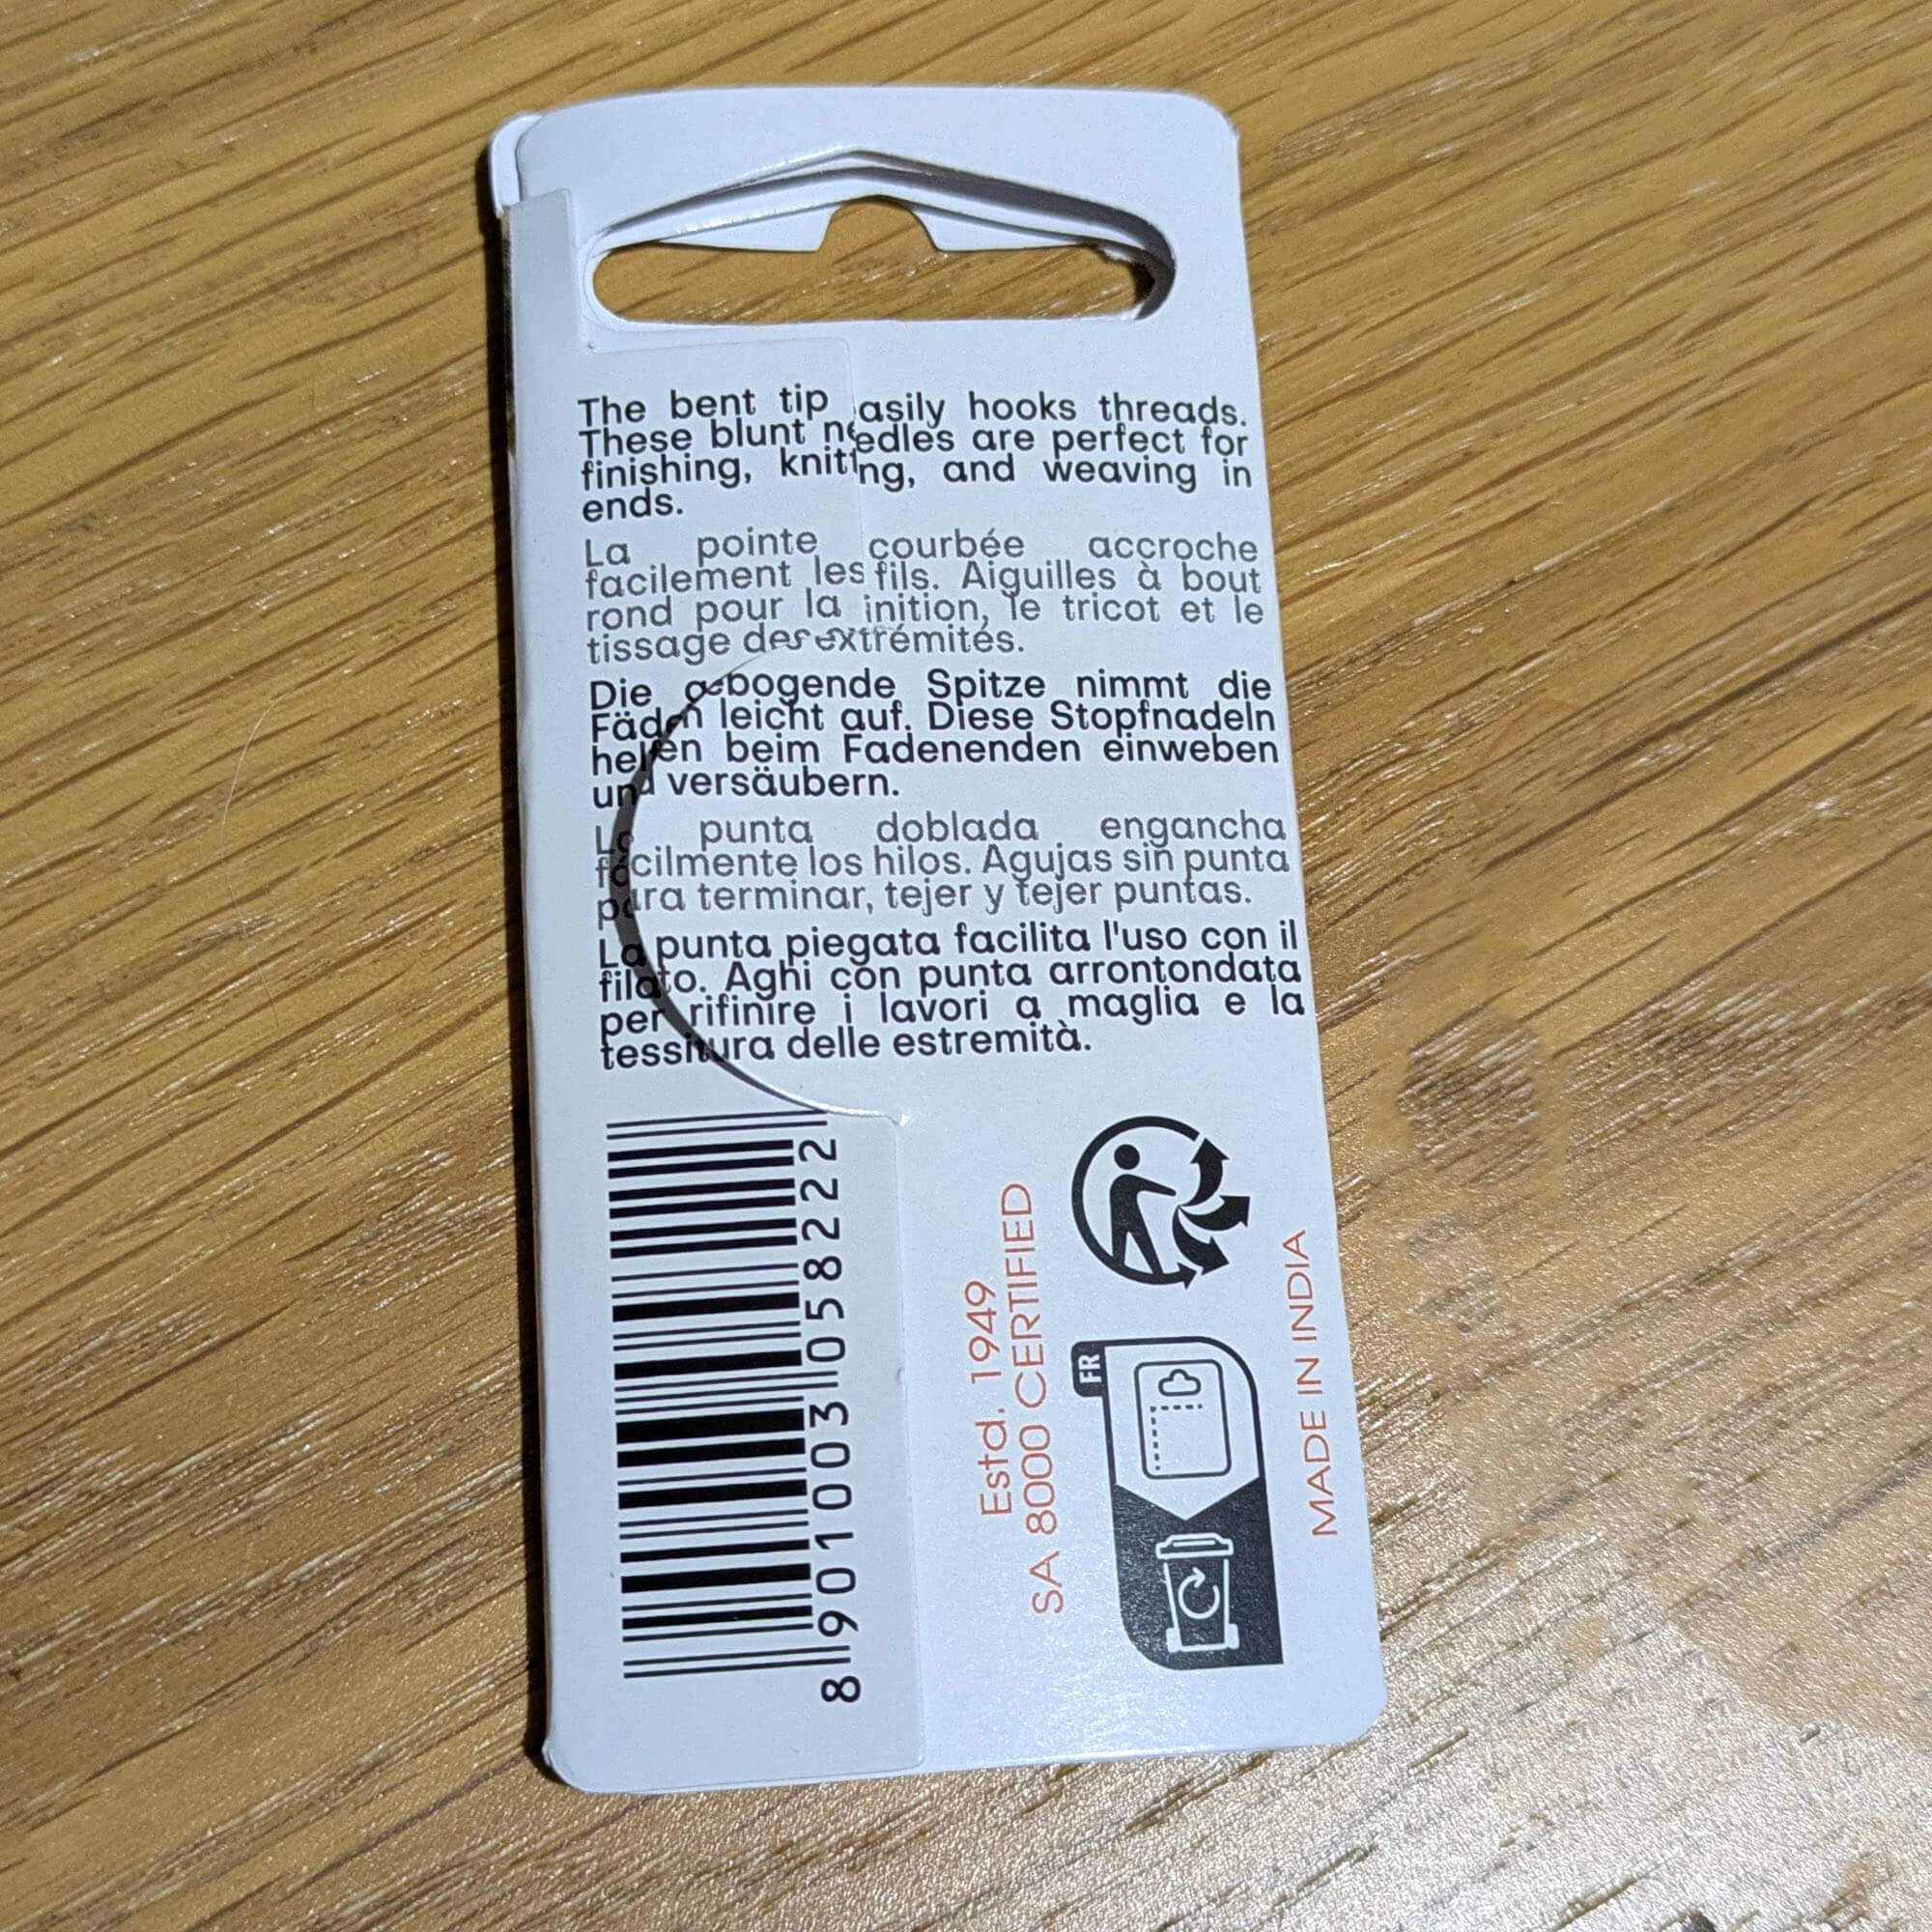 The bent tip easily hooks threads.
These blunt needles are perfect for
finishing, knitting, and weaving in
ends.
La pointe courbée accroche
facilement les fils. Aiguilles à bout
rond pour la inition, le tricot et le
tissage des extrémités.
Die gebogende Spitze nimmt die
Fäden leicht auf. Diese Stopfnadeln
helfen beim Fadenenden einweben
und versäubern.
La punta doblada engancha
fácilmente los hilos. Agujas sin punta
para terminar, tejer y tejer puntas.
La punta piegata facilita l'uso con il
filato. Aghi con punta arrontondata
per rifinire i lavori a maglia e la
tessitura delle estremità.
8 901003 058222
Estd. 1949
SA 8000 CERTIFIED
FR
MADE IN INDIA